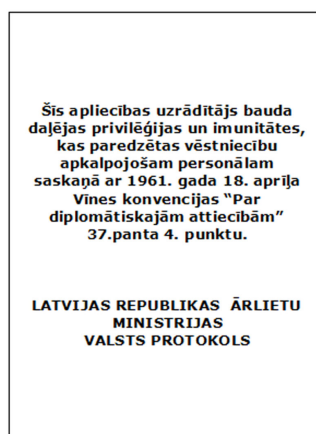 Šīs apliecības uzrādītājs bauda
daļējas privilēģijas un imunitātes,
kas paredzētas vēstniecību
apkalpojošam personālam
saskaņā ar 1961. gada 18. aprīļa
Vīnes konvencijas “Par
diplomātiskajām attiecībām”
37.panta 4. punktu.
LATVIJAS REPUBLIKAS ĀRLIETU
MINISTRIJAS
VALSTS PROTOKOLS